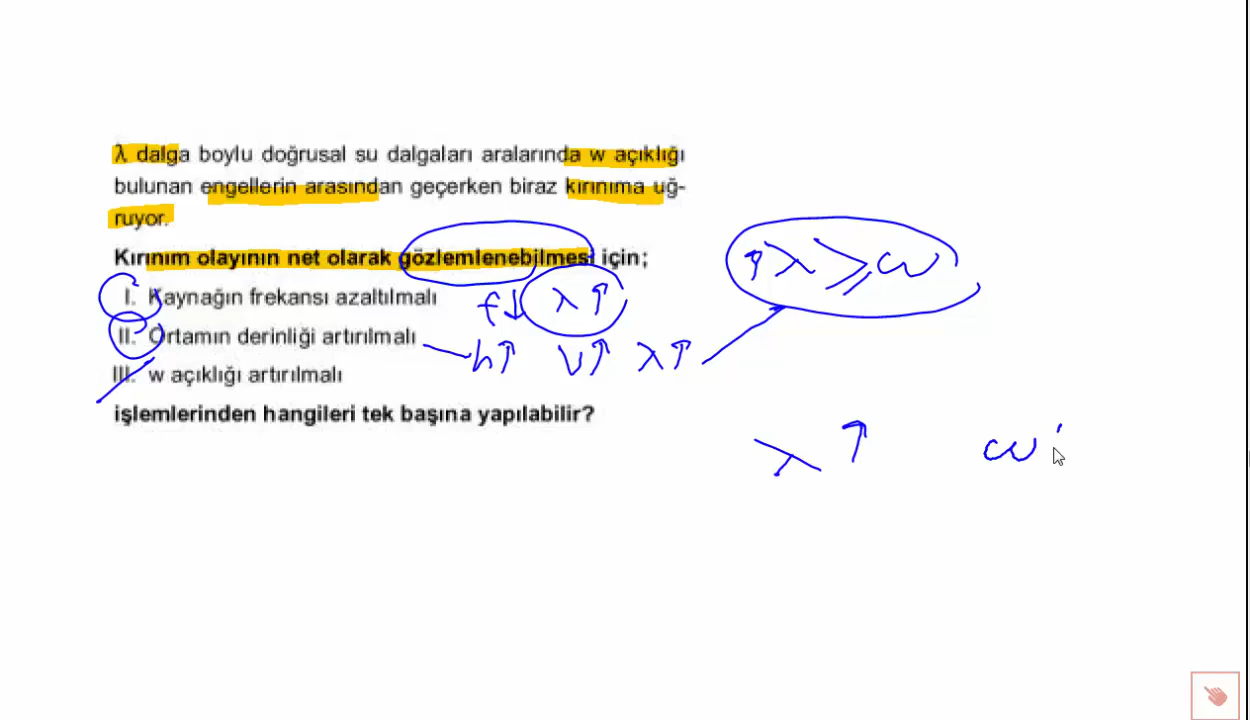 λ dalga boylu doğrusal su dalgaları aralarında w açıklığı
bulunan engellerin arasından geçerken biraz kırınıma uğ-
ruyor.
Kırınım olayının net olarak gözlemlenebilmesi için;
↑λ ≥ w
I. Kaynağın frekansı azaltılmalı
f↓ λ↑
II. Ortamın derinliği artırılmalı
h↑ V↑ λ↑
III. w açıklığı artırılmalı
işlemlerinden hangileri tek başına yapılabilir?
λ↑ w